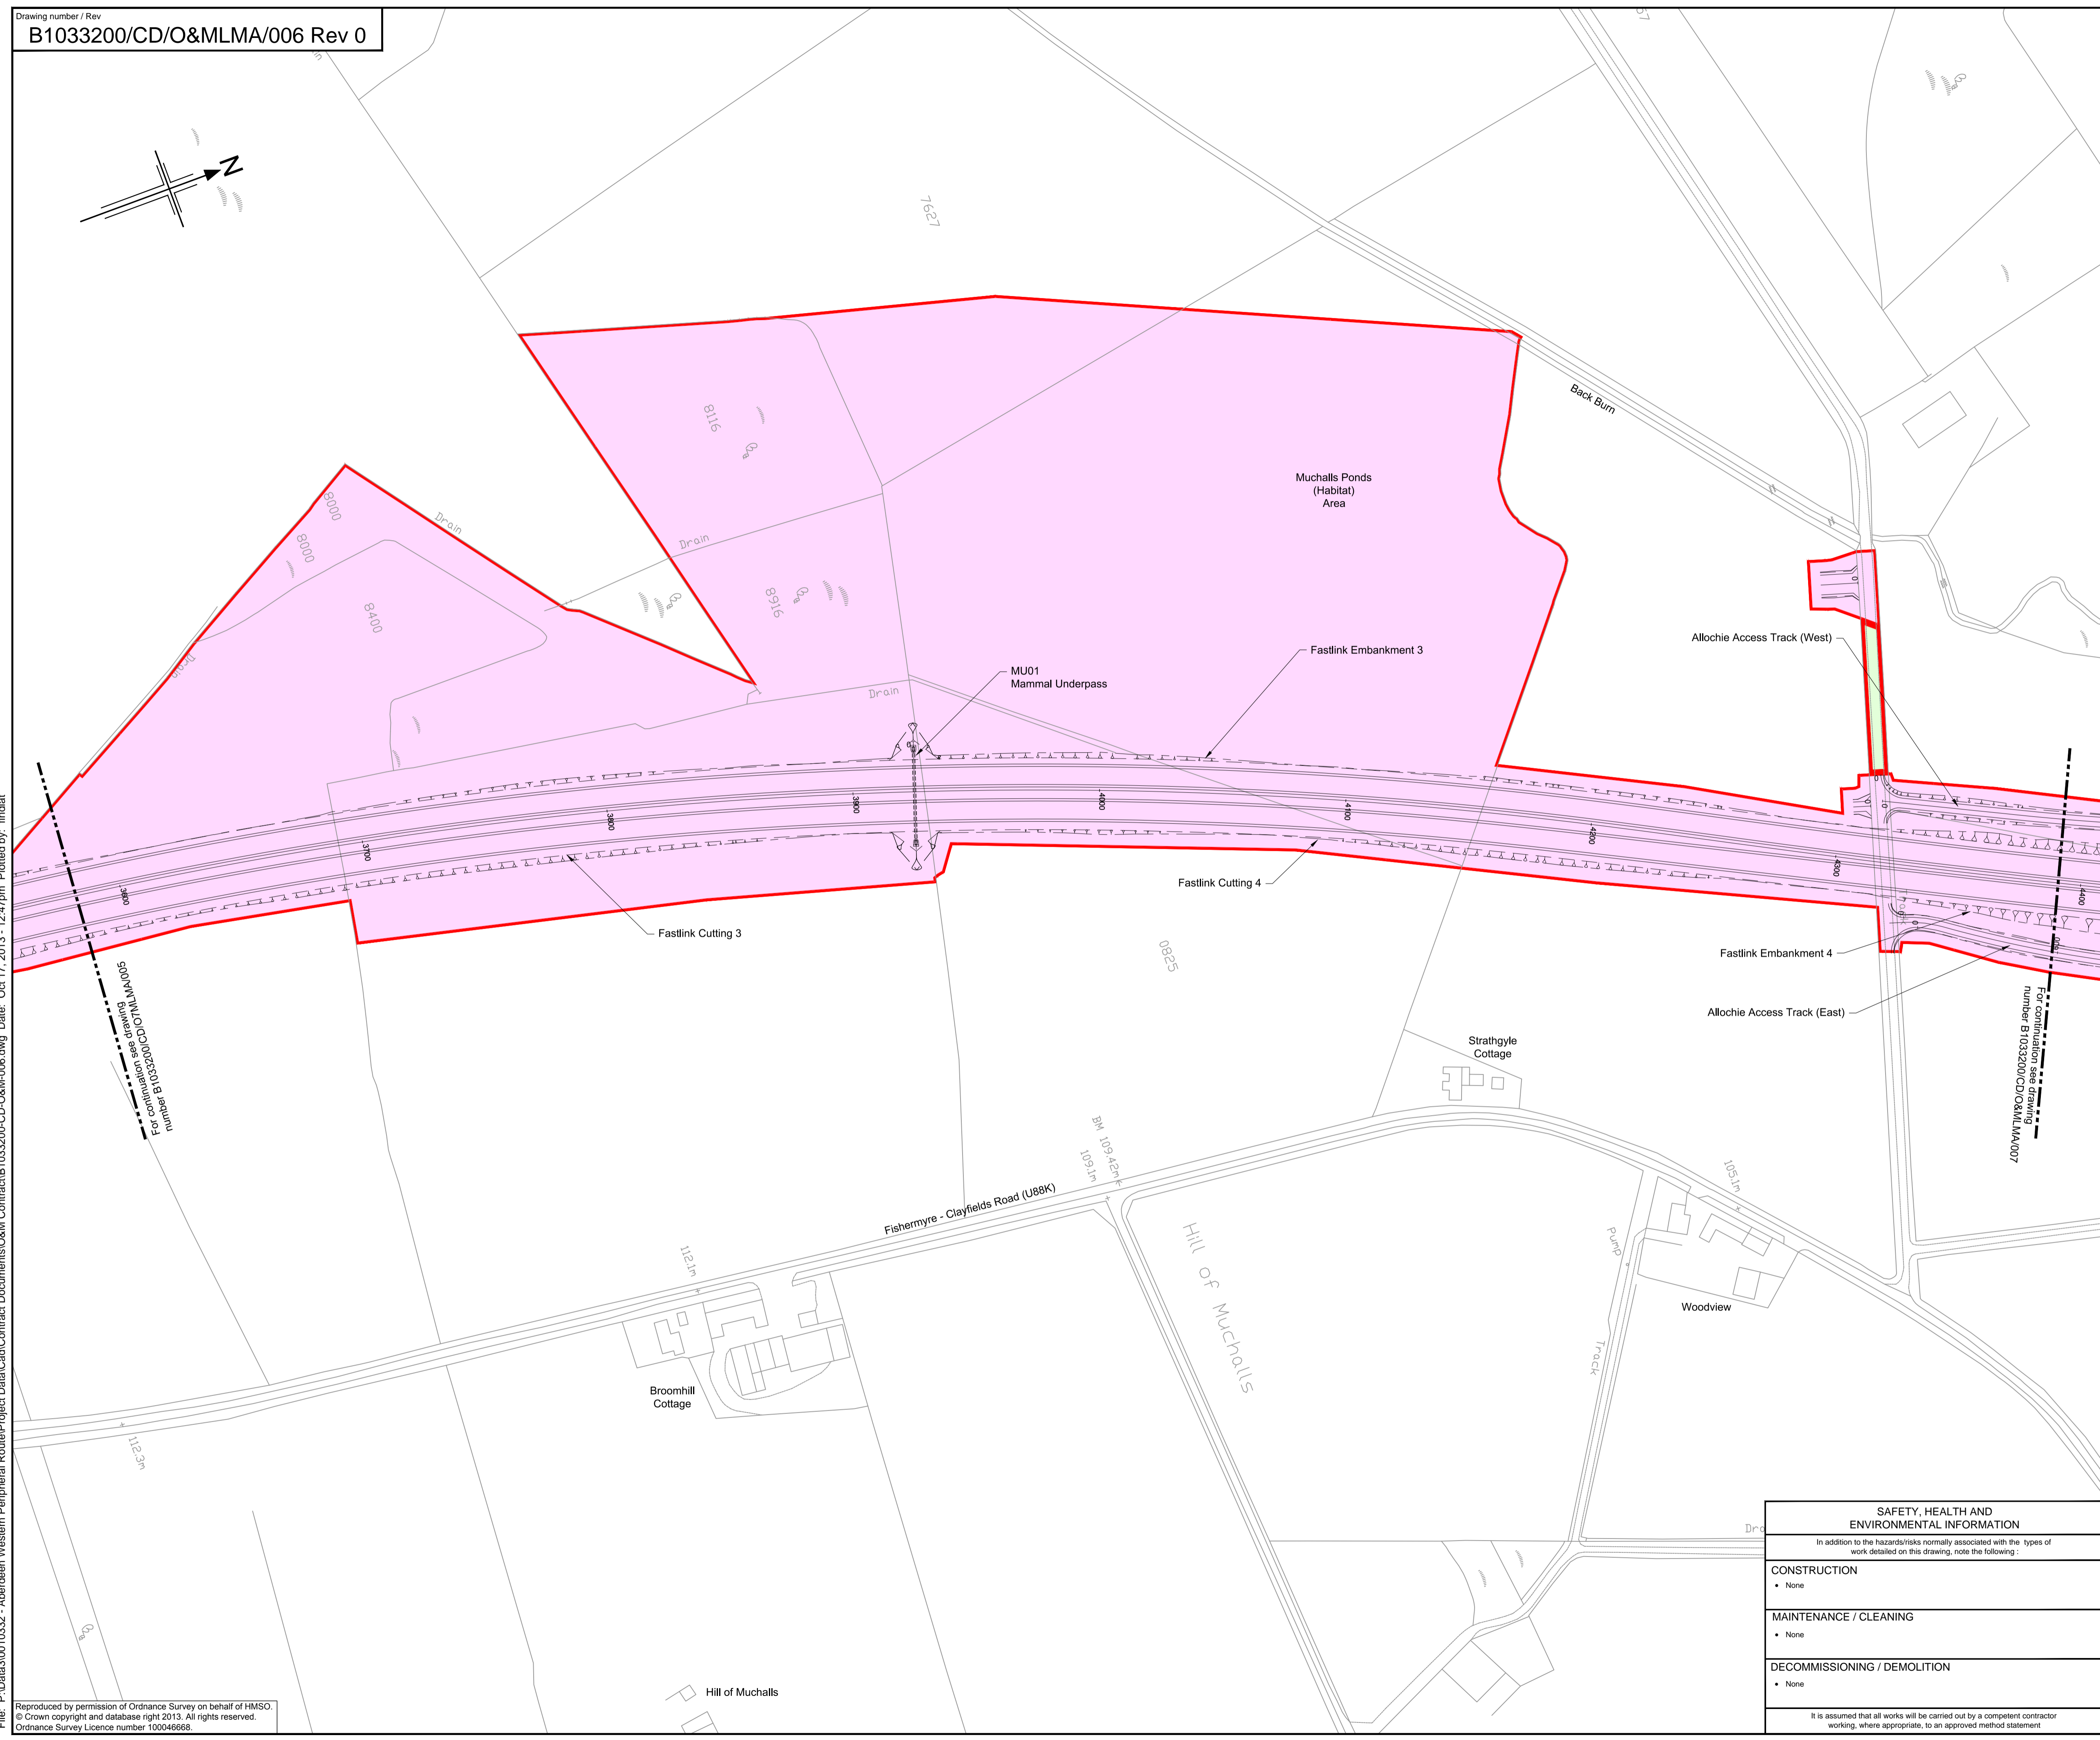 Drawing number / Rev
B1033200/CD/O&MLMA/006 Rev 0
N
7627
67
8116
Back Burn
Muchalls Ponds
(Habitat)
Area
8000
8000
8400
Drain
Drain
8916
Drain
Drain
MU01
Mammal Underpass
Fastlink Embankment 3
Allochie Access Track (West)
3600
3700
3800
3900
4000
4100
4200
4300
4400
Fastlink Cutting 3
Fastlink Cutting 4
Fastlink Embankment 4
Allochie Access Track (East)
0825
For continuation see drawing
number B1033200/CD/O7MLMA/005
For continuation see drawing
number B1033200/CD/O&MLMA/007
Strathgyle
Cottage
BM 109.42m
109.1m
105.1m
Fishermyre - Clayfields Road (U88K)
112.1m
Hill of Muchalls
Pump
Woodview
Track
Broomhill
Cottage
112.3m
Hill of Muchalls
SAFETY, HEALTH AND
ENVIRONMENTAL INFORMATION
In addition to the hazards/risks normally associated with the types of
work detailed on this drawing, note the following :
CONSTRUCTION
• None
MAINTENANCE / CLEANING
• None
DECOMMISSIONING / DEMOLITION
• None
It is assumed that all works will be carried out by a competent contractor
working, where appropriate, to an approved method statement
Reproduced by permission of Ordnance Survey on behalf of HMSO.
© Crown copyright and database right 2013. All rights reserved.
Ordnance Survey Licence number 100046668.